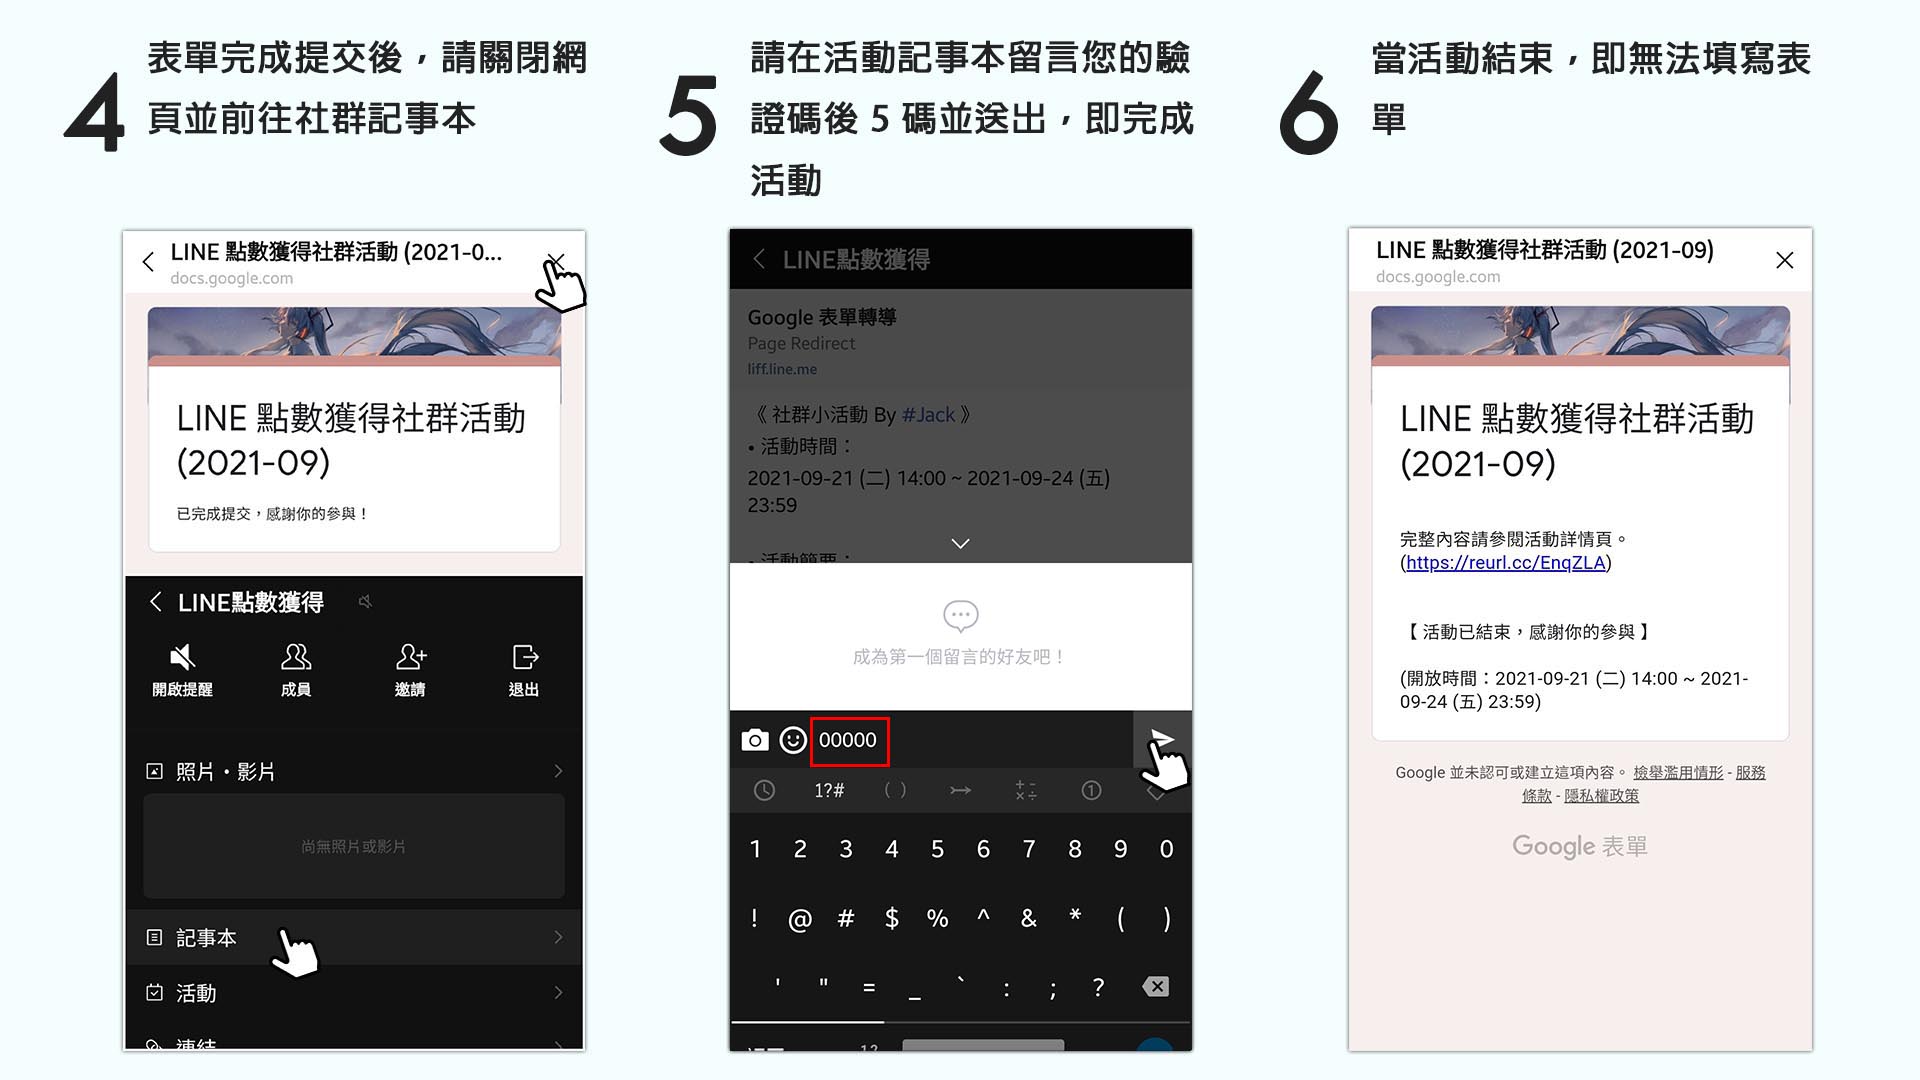 4
表單完成提交後，請關閉網
頁並前往社群記事本
LINE 點數獲得社群活動 (2021-0...
docs.google.com
LINE 點數獲得社群活動
(2021-09)
已完成提交，感謝你的參與！
LINE點數獲得
開啟提醒
成員
邀請
退出
照片・影片
尚無照片或影片
記事本
活動
連結
5
請在活動記事本留言您的驗
證碼後 5 碼並送出，即完成
活動
LINE點數獲得
Google 表單轉導
Page Redirect
liff.line.me
《 社群小活動 By #Jack 》
• 活動時間：
2021-09-21 (二) 14:00 ~ 2021-09-24 (五)
23:59
• 活動簡要：
成為第一個留言的好友吧！
00000
1?# ( ) ①
1 2 3 4 5 6 7 8 9 0
! @ # $ % ^ & * ( )
' " = _ ` : ; ?
6
當活動結束，即無法填寫表
單
LINE 點數獲得社群活動 (2021-09)
docs.google.com
LINE 點數獲得社群活動
(2021-09)
完整內容請參閱活動詳情頁。
(https://reurl.cc/EnqZLA)
【 活動已結束，感謝你的參與 】
(開放時間：2021-09-21 (二) 14:00 ~ 2021-
09-24 (五) 23:59)
Google 並未認可或建立這項內容。 檢舉濫用情形 - 服務
條款 - 隱私權政策
Google 表單